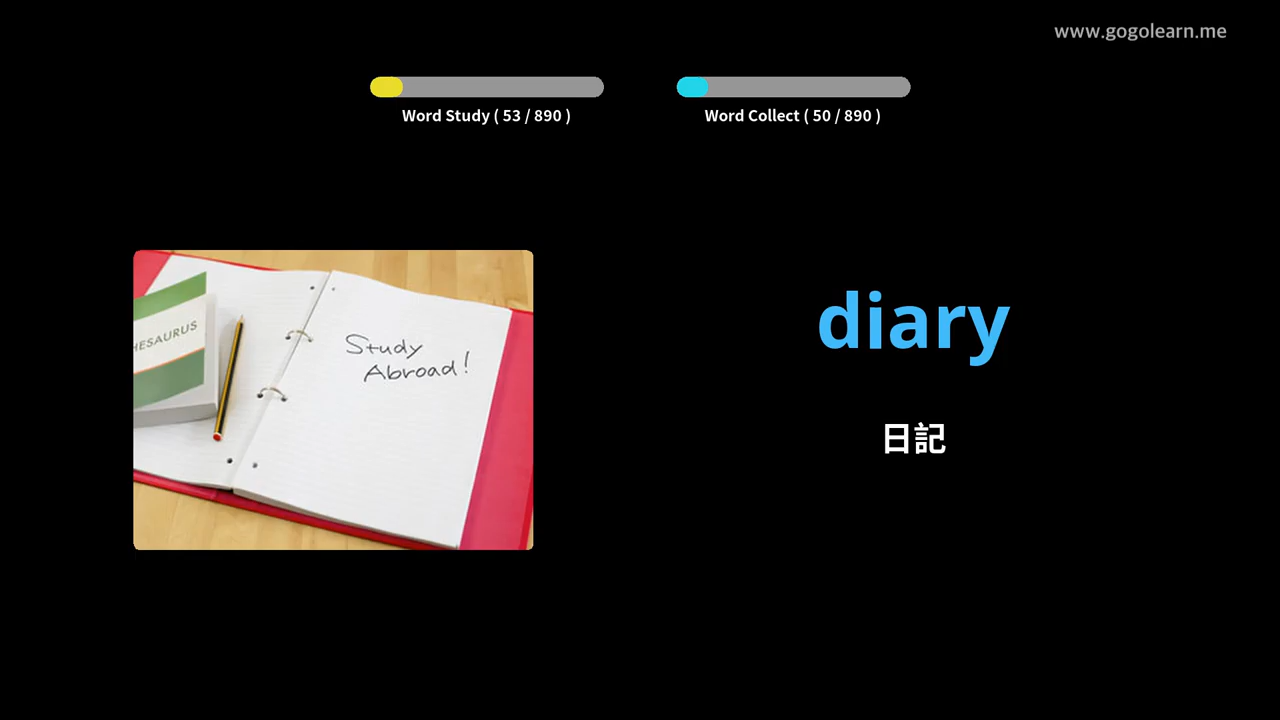 www.gogolearn.me
Word Study ( 53 / 890 )
Word Collect ( 50 / 890 )
HESAURUS
Study
Abroad!
diary
日記